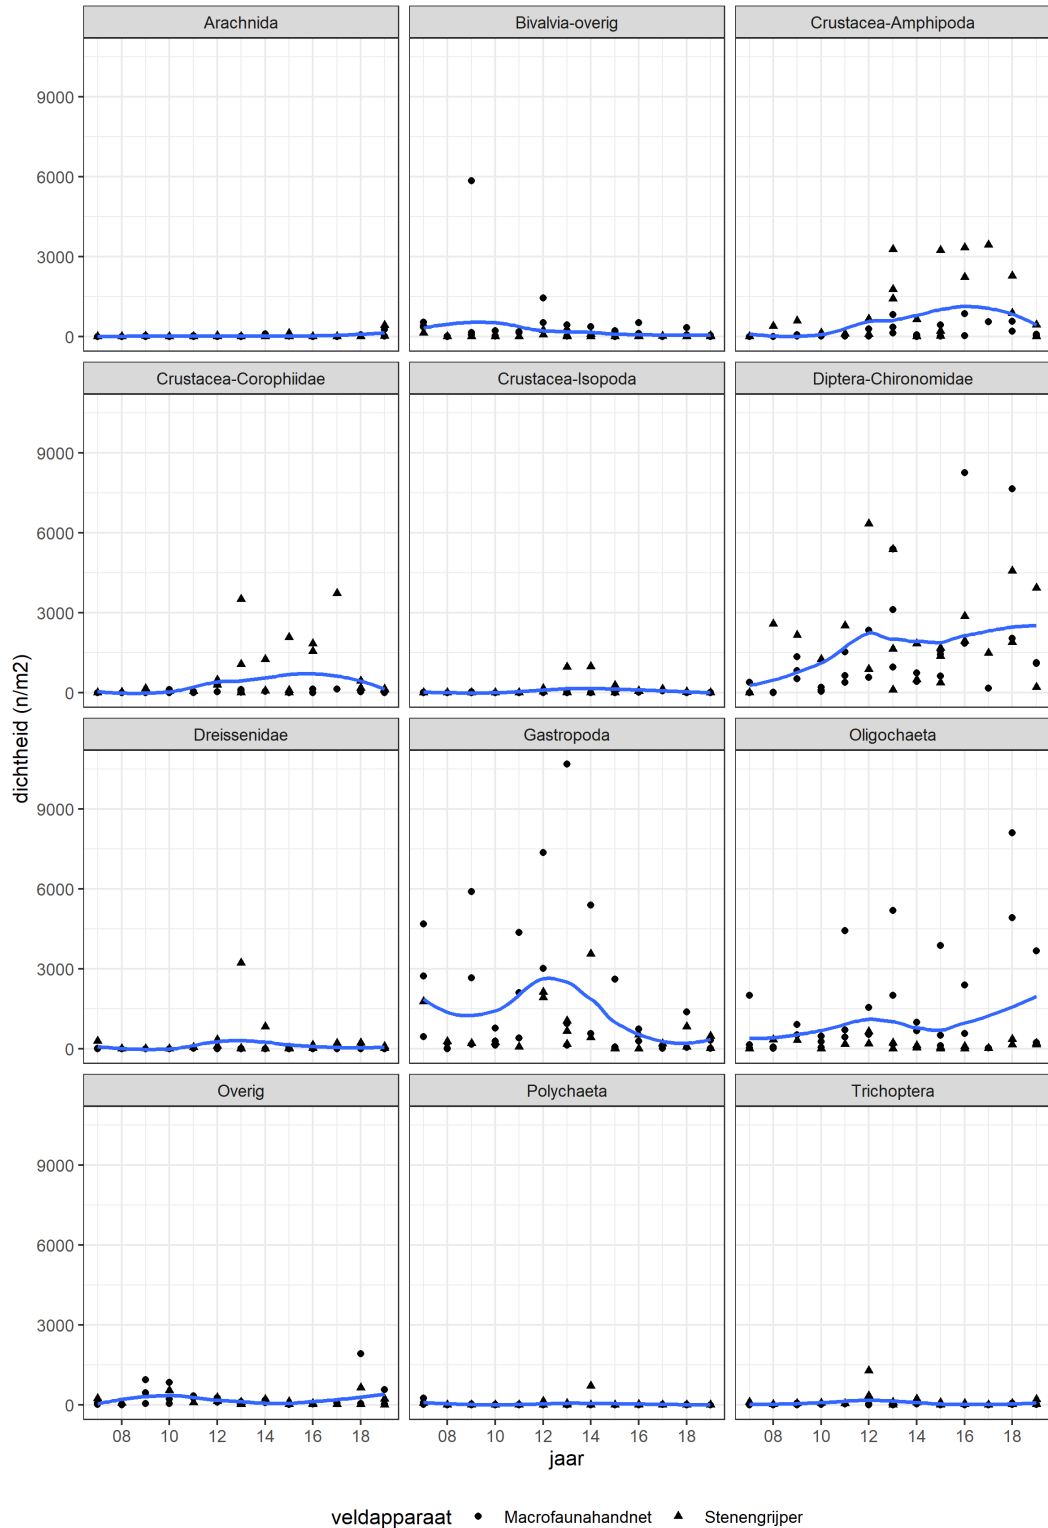 Arachnida Bivalvia-overig Crustacea-Amphipoda
9000
6000
3000
0
Crustacea-Corophiidae Crustacea-Isopoda Diptera-Chironomidae
9000
6000
3000
0
dichtheid (n/m2)
Dreissenidae Gastropoda Oligochaeta
9000
6000
3000
0
Overig Polychaeta Trichoptera
9000
6000
3000
0
08 10 12 14 16 18 08 10 12 14 16 18 08 10 12 14 16 18
jaar
veldapparaat Macrofaunahandnet Stenengrijper